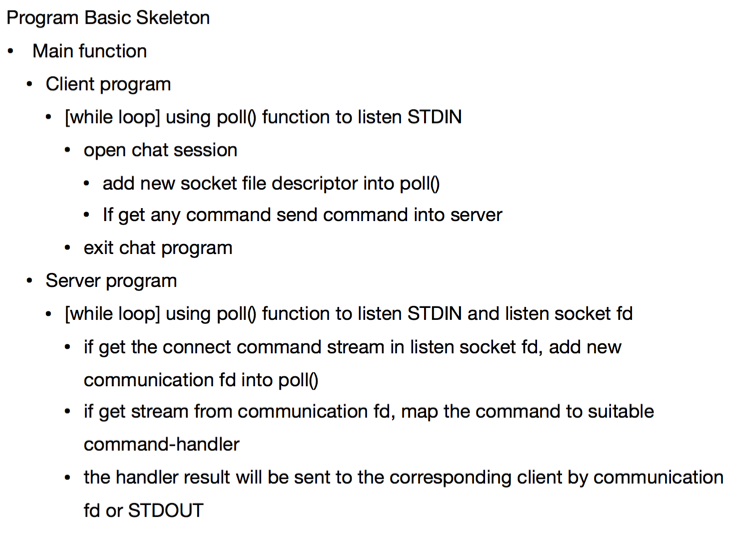 Program Basic Skeleton
• Main function
• Client program
• [while loop] using poll() function to listen STDIN
• open chat session
• add new socket file descriptor into poll()
• If get any command send command into server
• exit chat program
• Server program
• [while loop] using poll() function to listen STDIN and listen socket fd
• if get the connect command stream in listen socket fd, add new
communication fd into poll()
• if get stream from communication fd, map the command to suitable
command-handler
• the handler result will be sent to the corresponding client by communication
fd or STDOUT